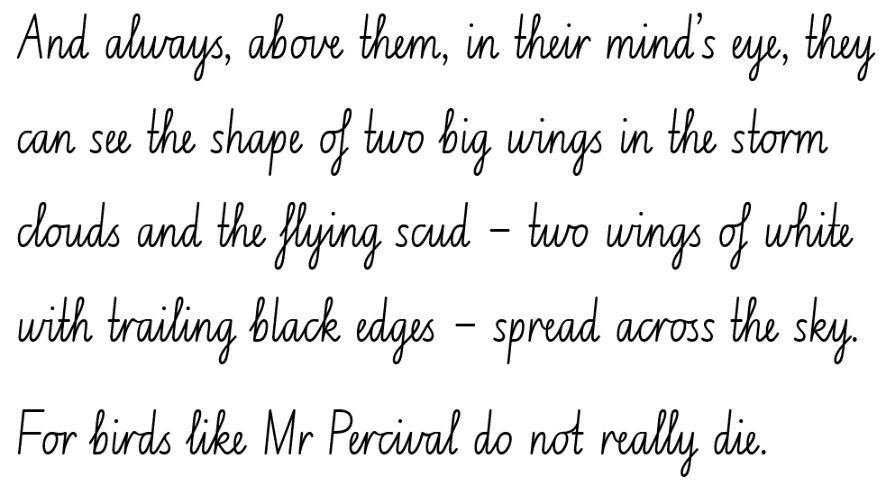 And always, above them, in their mind’s eye, they
can see the shape of two big wings in the storm
clouds and the flying scud – two wings of white
with trailing black edges – spread across the sky.
For birds like Mr Percival do not really die.